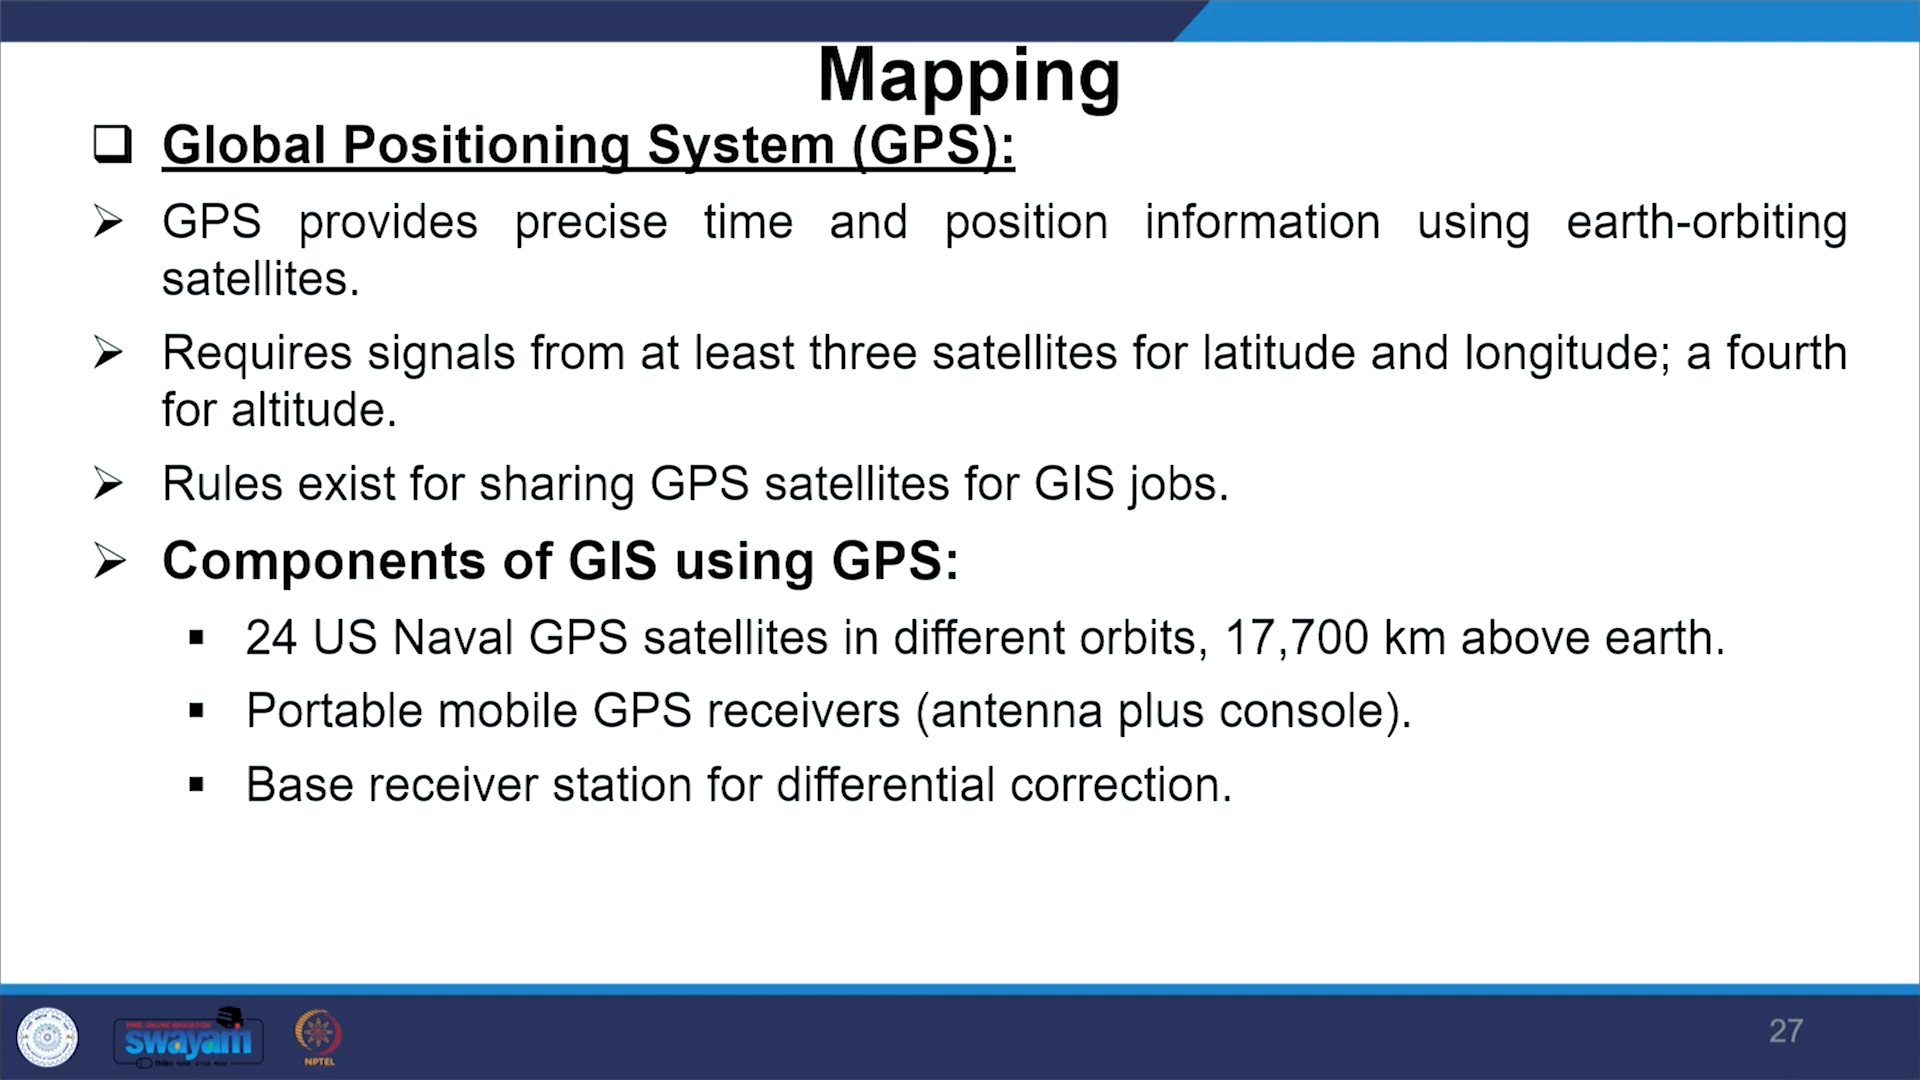 Mapping
❑ Global Positioning System (GPS):
➢ GPS provides precise time and position information using earth-orbiting
satellites.
➢ Requires signals from at least three satellites for latitude and longitude; a fourth
for altitude.
➢ Rules exist for sharing GPS satellites for GIS jobs.
➢ Components of GIS using GPS:
▪ 24 US Naval GPS satellites in different orbits, 17,700 km above earth.
▪ Portable mobile GPS receivers (antenna plus console).
▪ Base receiver station for differential correction.
FREE ONLINE EDUCATION
swayam
NPTEL
27